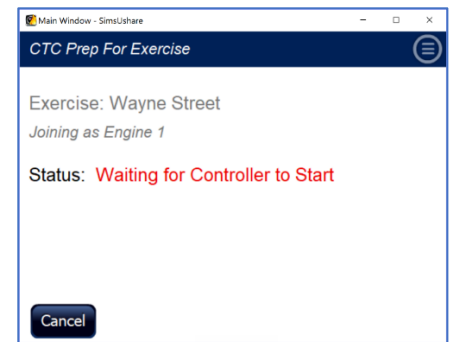 Main Window - SimsUshare
CTC Prep For Exercise
Exercise: Wayne Street
Joining as Engine 1
Status: Waiting for Controller to Start
Cancel